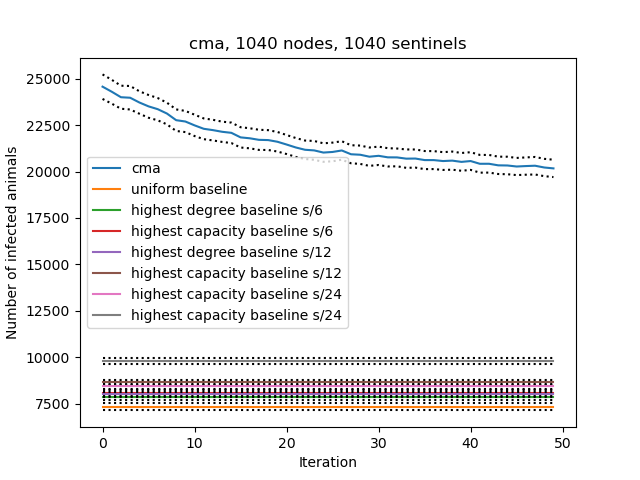 cma, 1040 nodes, 1040 sentinels
25000
22500
20000
17500
15000
12500
10000
7500
Number of infected animals
cma
uniform baseline
highest degree baseline s/6
highest capacity baseline s/6
highest degree baseline s/12
highest capacity baseline s/12
highest capacity baseline s/24
highest capacity baseline s/24
0 10 20 30 40 50
Iteration